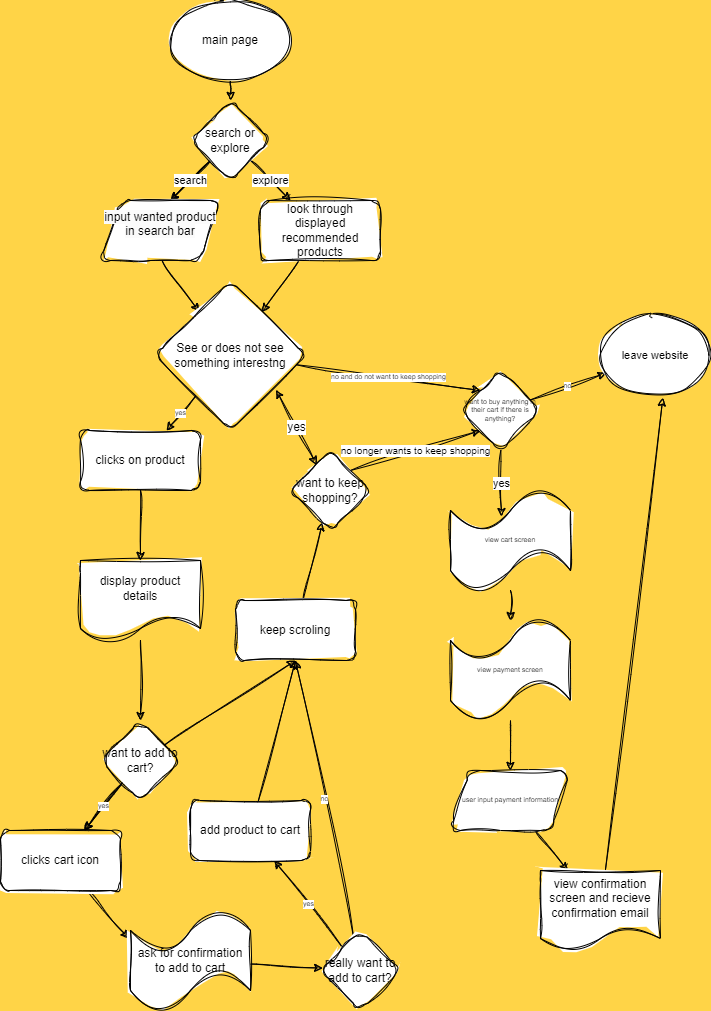 main page
search or
explore
search
explore
input wanted product
in search bar
look through
displayed
recommended
products
See or does not see
something interestng
no and do not want to keep shopping
leave website
no
want to buy anything in
their cart if there is
anything?
yes
clicks on product
yes
no longer wants to keep shopping
want to keep
shopping?
yes
view cart screen
display product
details
keep scroling
view payment screen
want to add to
cart?
yes
no
add product to cart
user input payment information
clicks cart icon
yes
view confirmation
screen and recieve
confirmation email
ask for confirmation
to add to cart
really want to
add to cart?